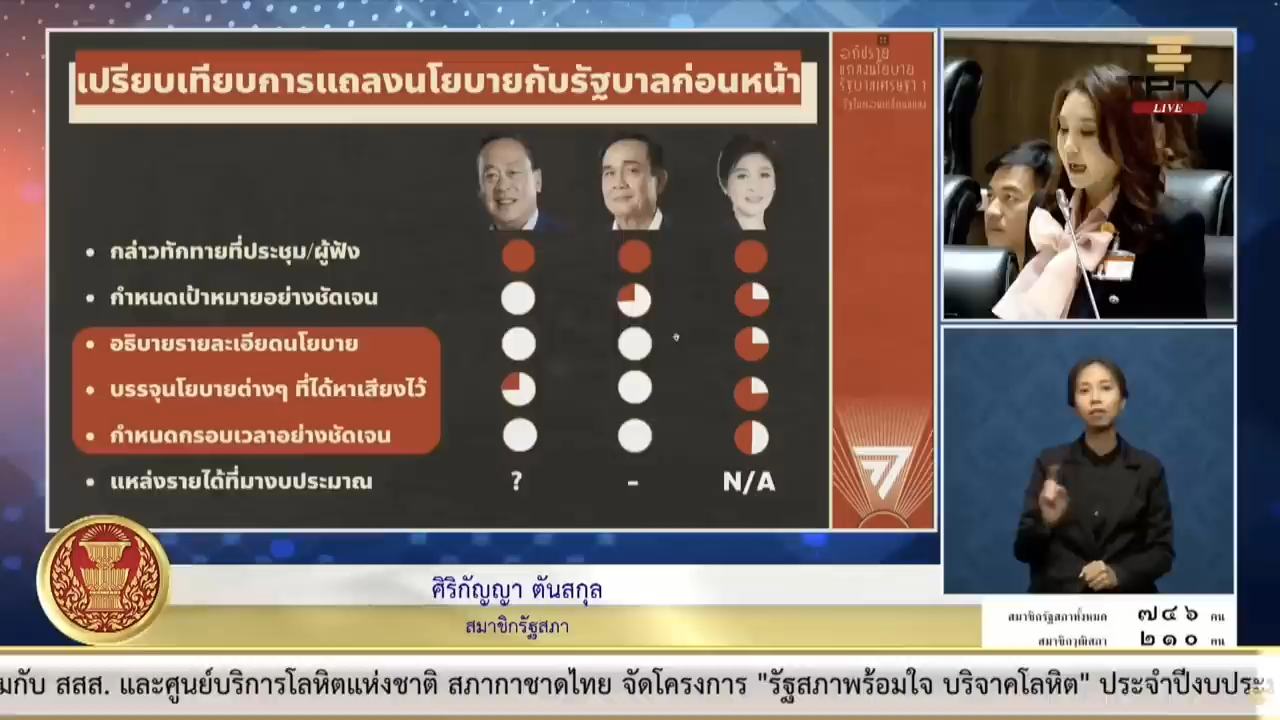 เปรียบเทียบการแถลงนโยบายกับรัฐบาลก่อนหน้า
อภิปราย
แถลงนโยบาย
รัฐบาลเศรษฐา 1
TPTV
LIVE
• กล่าวทักทายที่ประชุม/ผู้ฟัง
• กำหนดเป้าหมายอย่างชัดเจน
• อธิบายรายละเอียดนโยบาย
• บรรจุนโยบายต่างๆ ที่ได้หาเสียงไว้
• กำหนดกรอบเวลาอย่างชัดเจน
• แหล่งรายได้ที่มางบประมาณ ? - N/A
ศิริกัญญา ตันสกุล
สมาชิกรัฐสภา
สมาชิกรัฐสภาทั้งหมด ๗๔๖ คน
สมาชิกวุฒิสภา ๒๑๐ คน
มกับ สสส. และศูนย์บริการโลหิตแห่งชาติ สภากาชาดไทย จัดโครงการ "รัฐสภาพร้อมใจ บริจาคโลหิต" ประจำปีงบประ